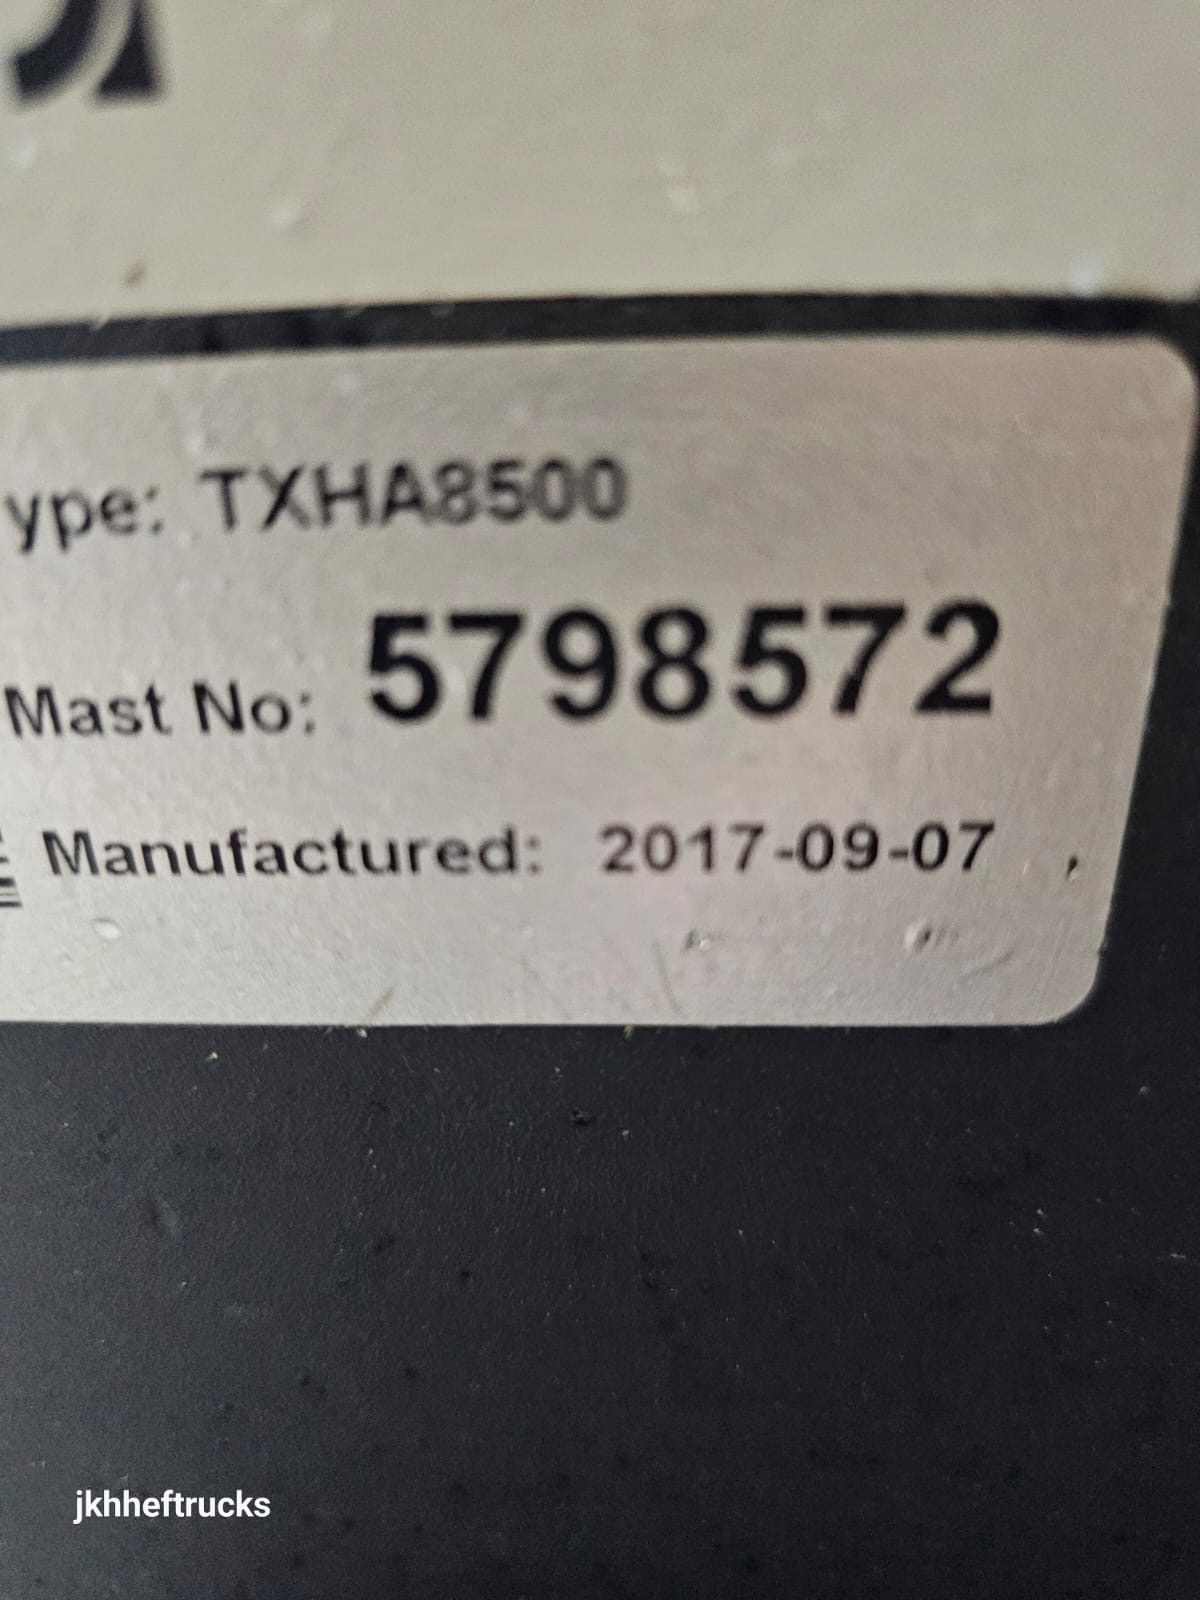 ype: TXHA8500
Mast No: 5798572
Manufactured: 2017-09-07
jkhheftrucks